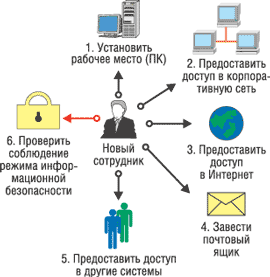 1. Установить
рабочее место (ПК)
2. Предоставить
доступ в корпора-
тивную сеть
3. Предоставить
доступ
в Интернет
4. Завести
почтовый
ящик
5. Предоставить доступ
в другие системы
6. Проверить
соблюдение
режима инфор-
мационной
безопасности
Новый
сотрудник